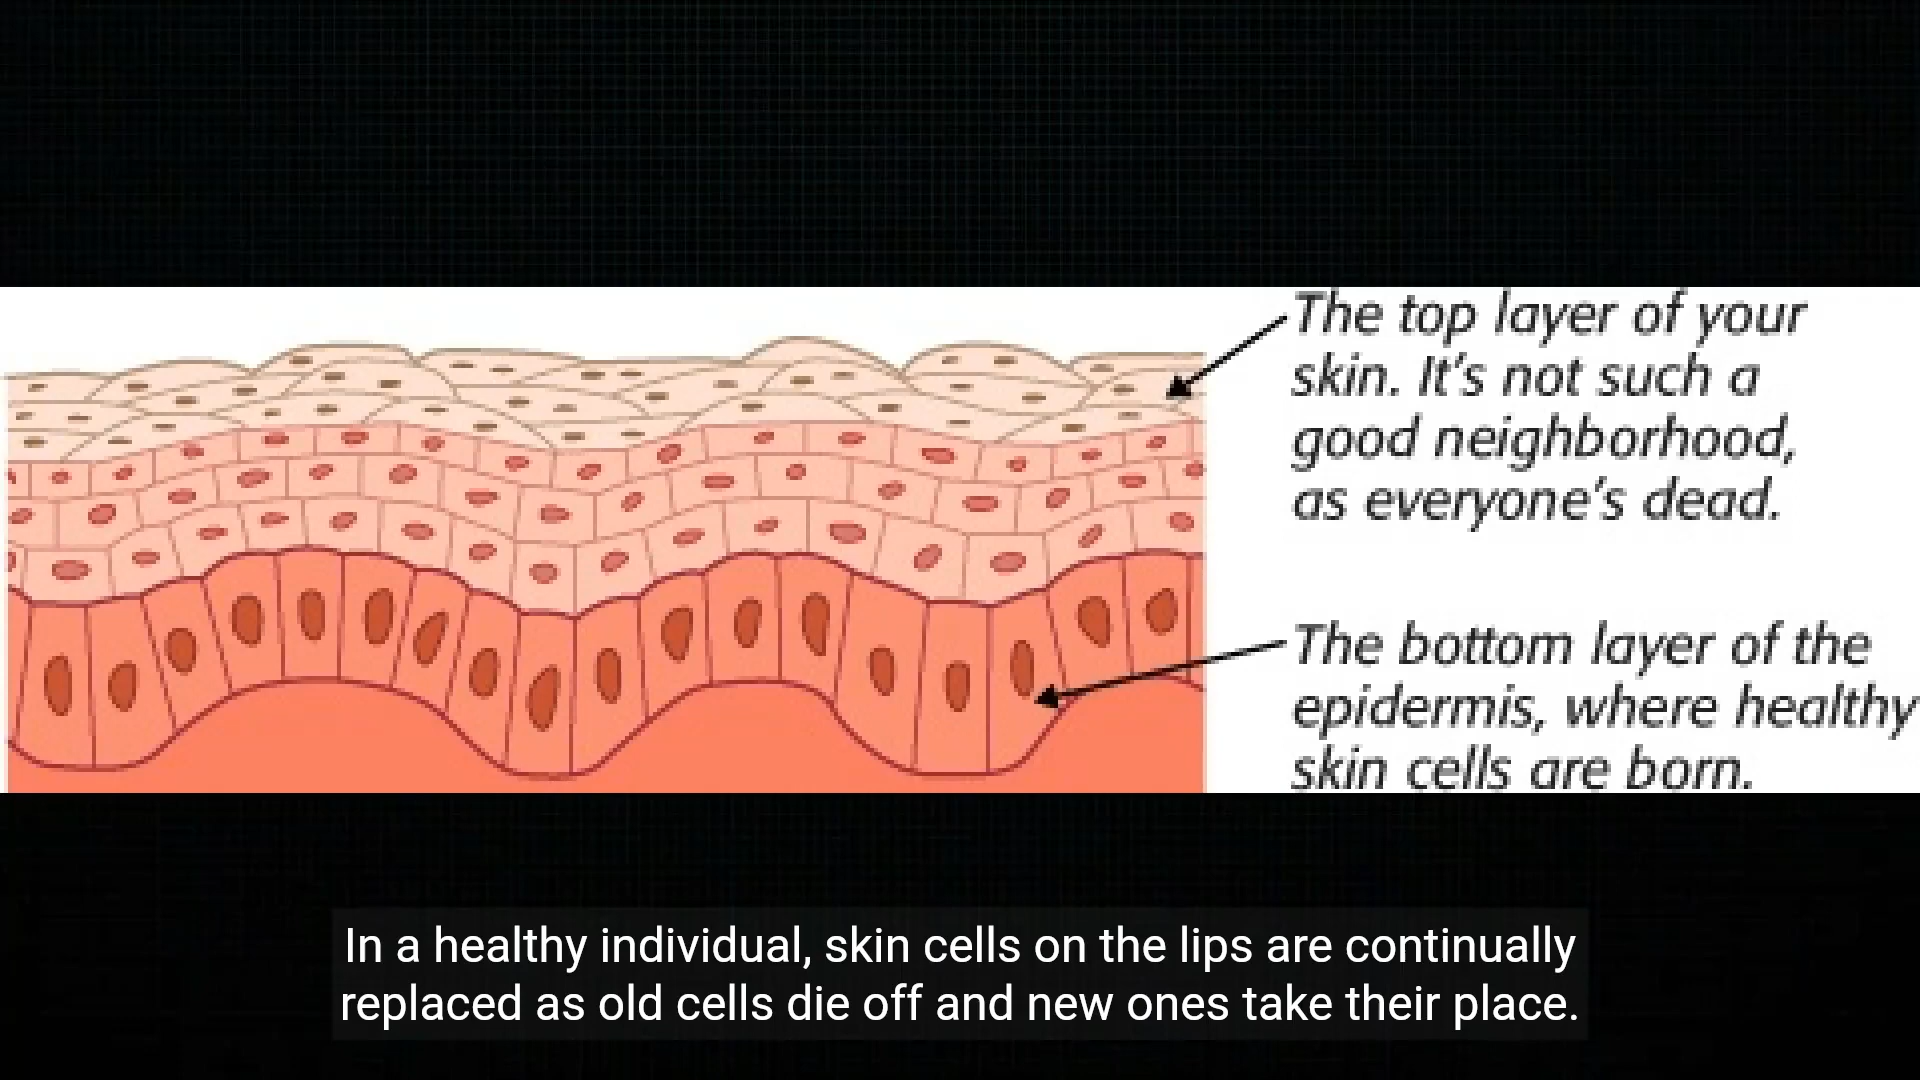 The top layer of your
skin. It's not such a
good neighborhood,
as everyone's dead.
The bottom layer of the
epidermis, where healthy
skin cells are born.
In a healthy individual, skin cells on the lips are continually
replaced as old cells die off and new ones take their place.